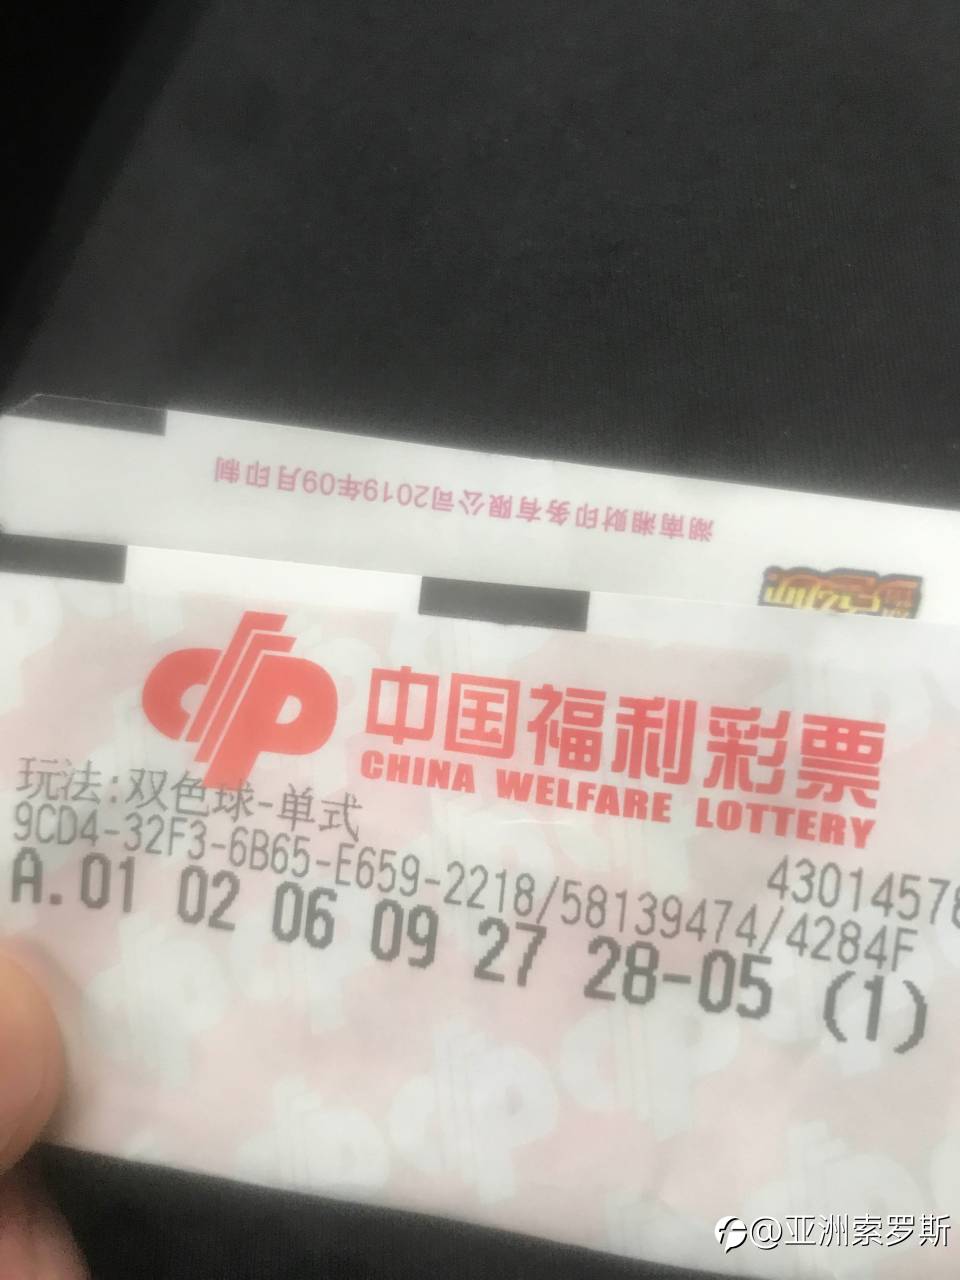 湖南湘财印务有限公司2019年09月印制
中国福利彩票
CHINA WELFARE LOTTERY
玩法:双色球-单式
43014578
9CD4-32F3-6B65-E659-2218/58139474/4284F
A.01 02 06 09 27 28-05 (1)
@亚洲索罗斯